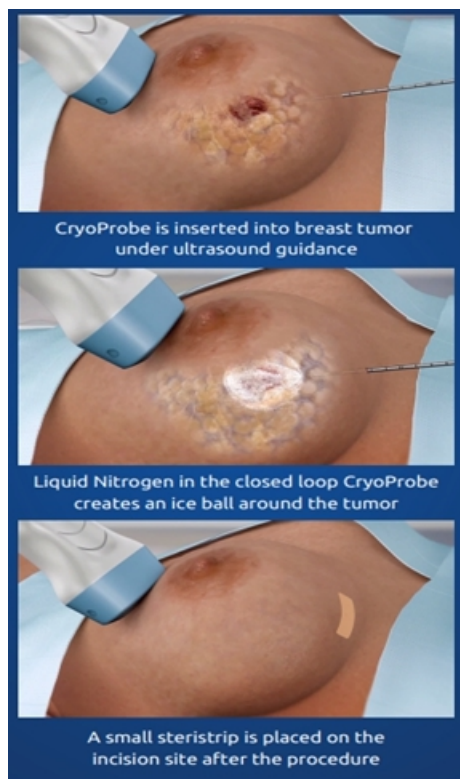 CryoProbe is inserted into breast tumor
under ultrasound guidance
Liquid Nitrogen in the closed loop CryoProbe
creates an ice ball around the tumor
A small steristrip is placed on the
incision site after the procedure